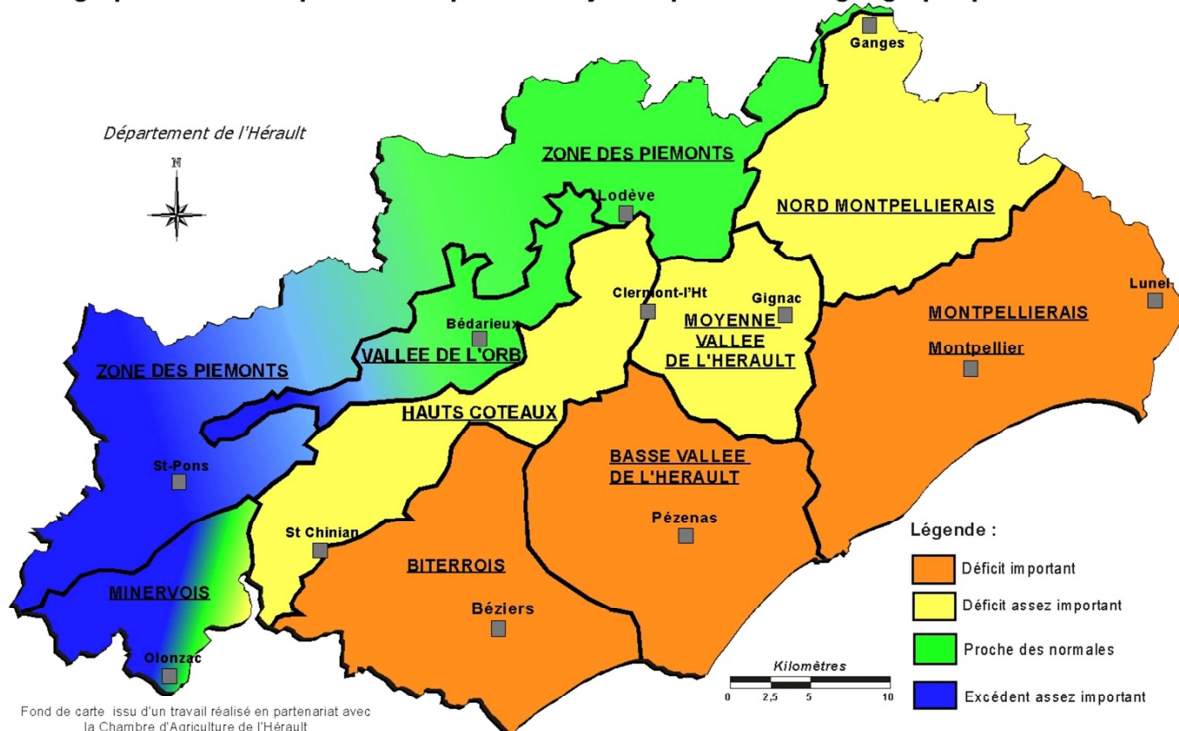 Département de l'Hérault
N
Ganges
ZONE DES PIEMONTS
Lodève
NORD MONTPELLIERAIS
Clermont-l'Ht
Gignac
Lunel
MOYENNE
VALLEE
DE L'HERAULT
MONTPELLIERAIS
Montpellier
Bédarieux
VALLEE DE L'ORB
ZONE DES PIEMONTS
HAUTS COTEAUX
St-Pons
BASSE VALLEE
DE L'HERAULT
Pézenas
St Chinian
BITERROIS
Béziers
MINERVOIS
Olonzac
Légende :
Déficit important
Déficit assez important
Proche des normales
Excédent assez important
Kilomètres
0 2,5 5 10
Fond de carte issu d'un travail réalisé en partenariat avec
la Chambre d'Agriculture de l'Hérault